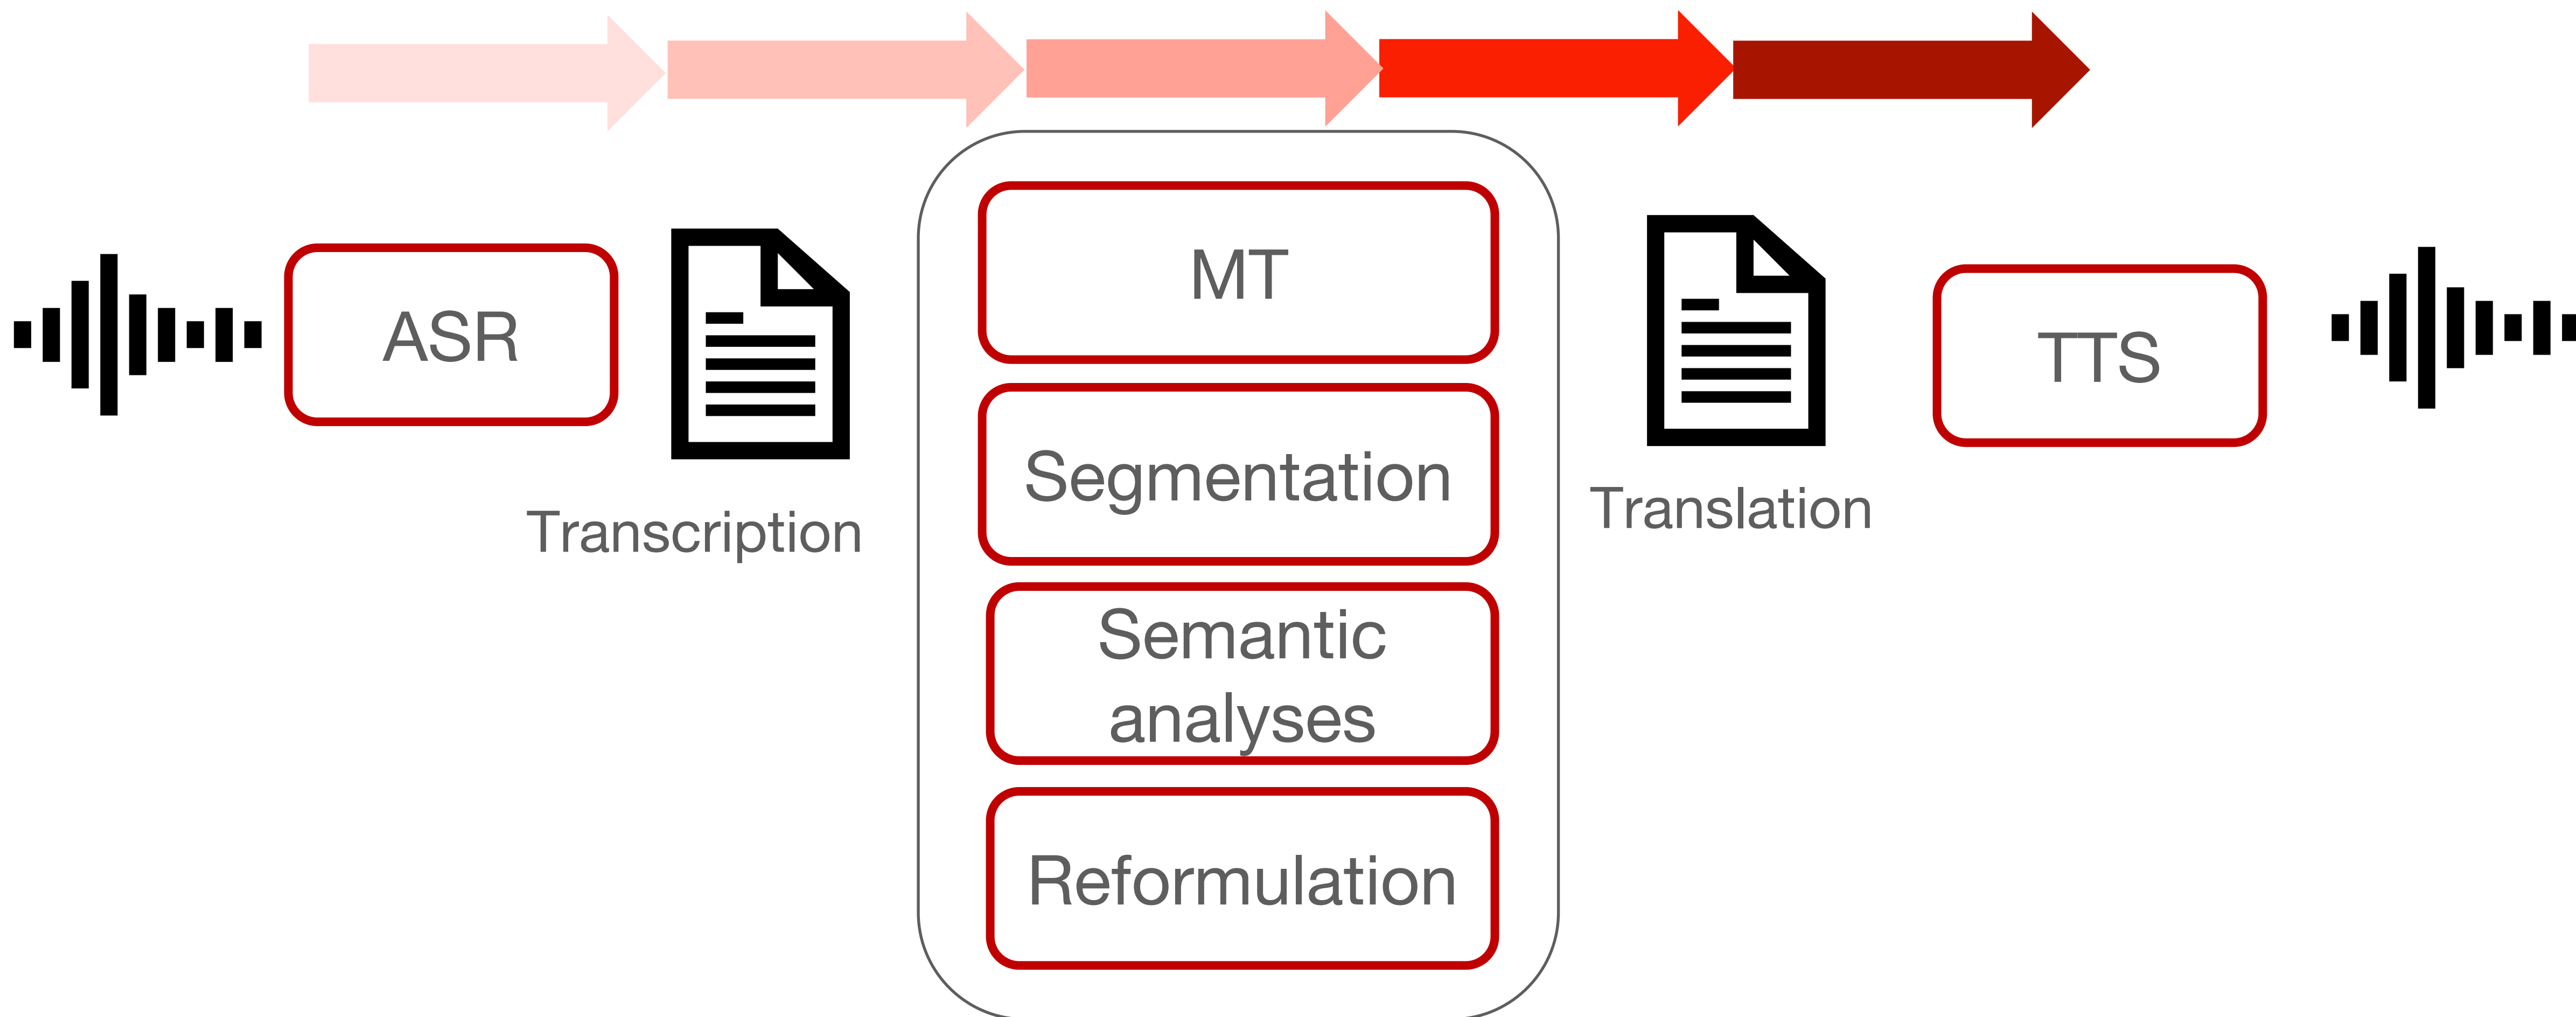 ASR
Transcription
MT
Segmentation
Semantic
analyses
Reformulation
Translation
TTS